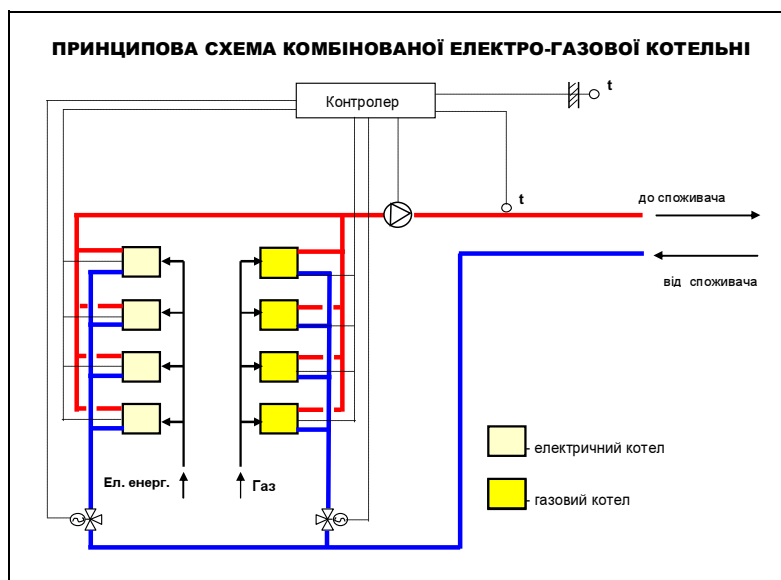 ПРИНЦИПОВА СХЕМА КОМБІНОВАНОЇ ЕЛЕКТРО-ГАЗОВОЇ КОТЕЛЬНІ
Контролер
t
t
до споживача
від споживача
Ел. енерг.
Газ
- електричний котел
- газовий котел